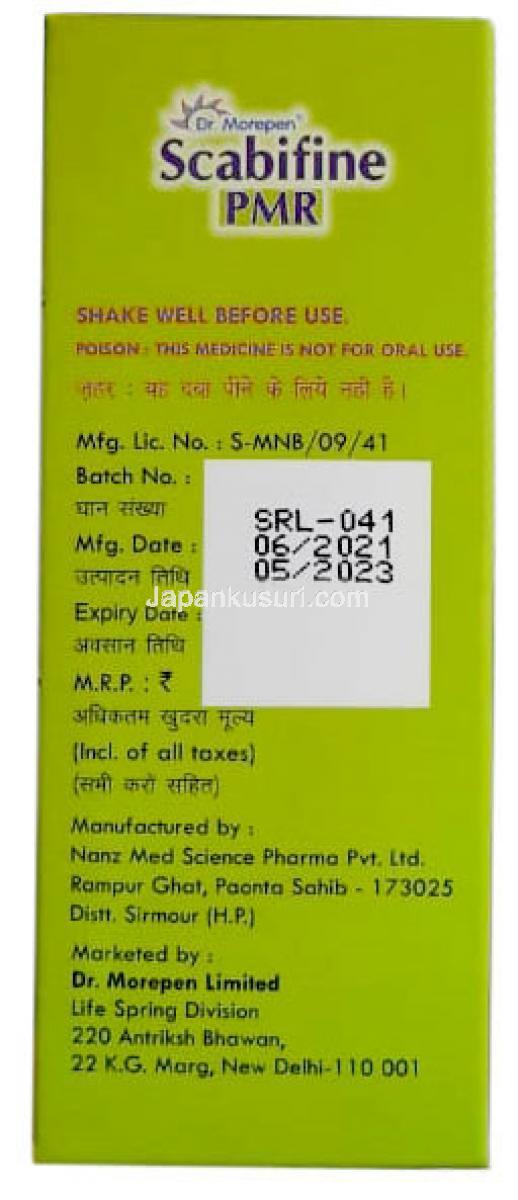 Dr. Morepen
Scabifine
PMR
SHAKE WELL BEFORE USE.
POISON : THIS MEDICINE IS NOT FOR ORAL USE.
ज़हर : यह दवा पीने के लिये नही है।
Mfg. Lic. No. : S-MNB/09/41
Batch No. :
घान संख्या
SRL-041
Mfg. Date :
06/2021
उत्पादन तिथि
05/2023
Japankusuri.com
Expiry Date :
अवसान तिथि
M.R.P. : ₹
अधिकतम खुदरा मूल्य
(Incl. of all taxes)
(सभी करों सहित)
Manufactured by :
Nanz Med Science Pharma Pvt. Ltd.
Rampur Ghat, Paonta Sahib - 173025
Distt. Sirmour (H.P.)
Marketed by :
Dr. Morepen Limited
Life Spring Division
220 Antriksh Bhawan,
22 K.G. Marg, New Delhi-110 001